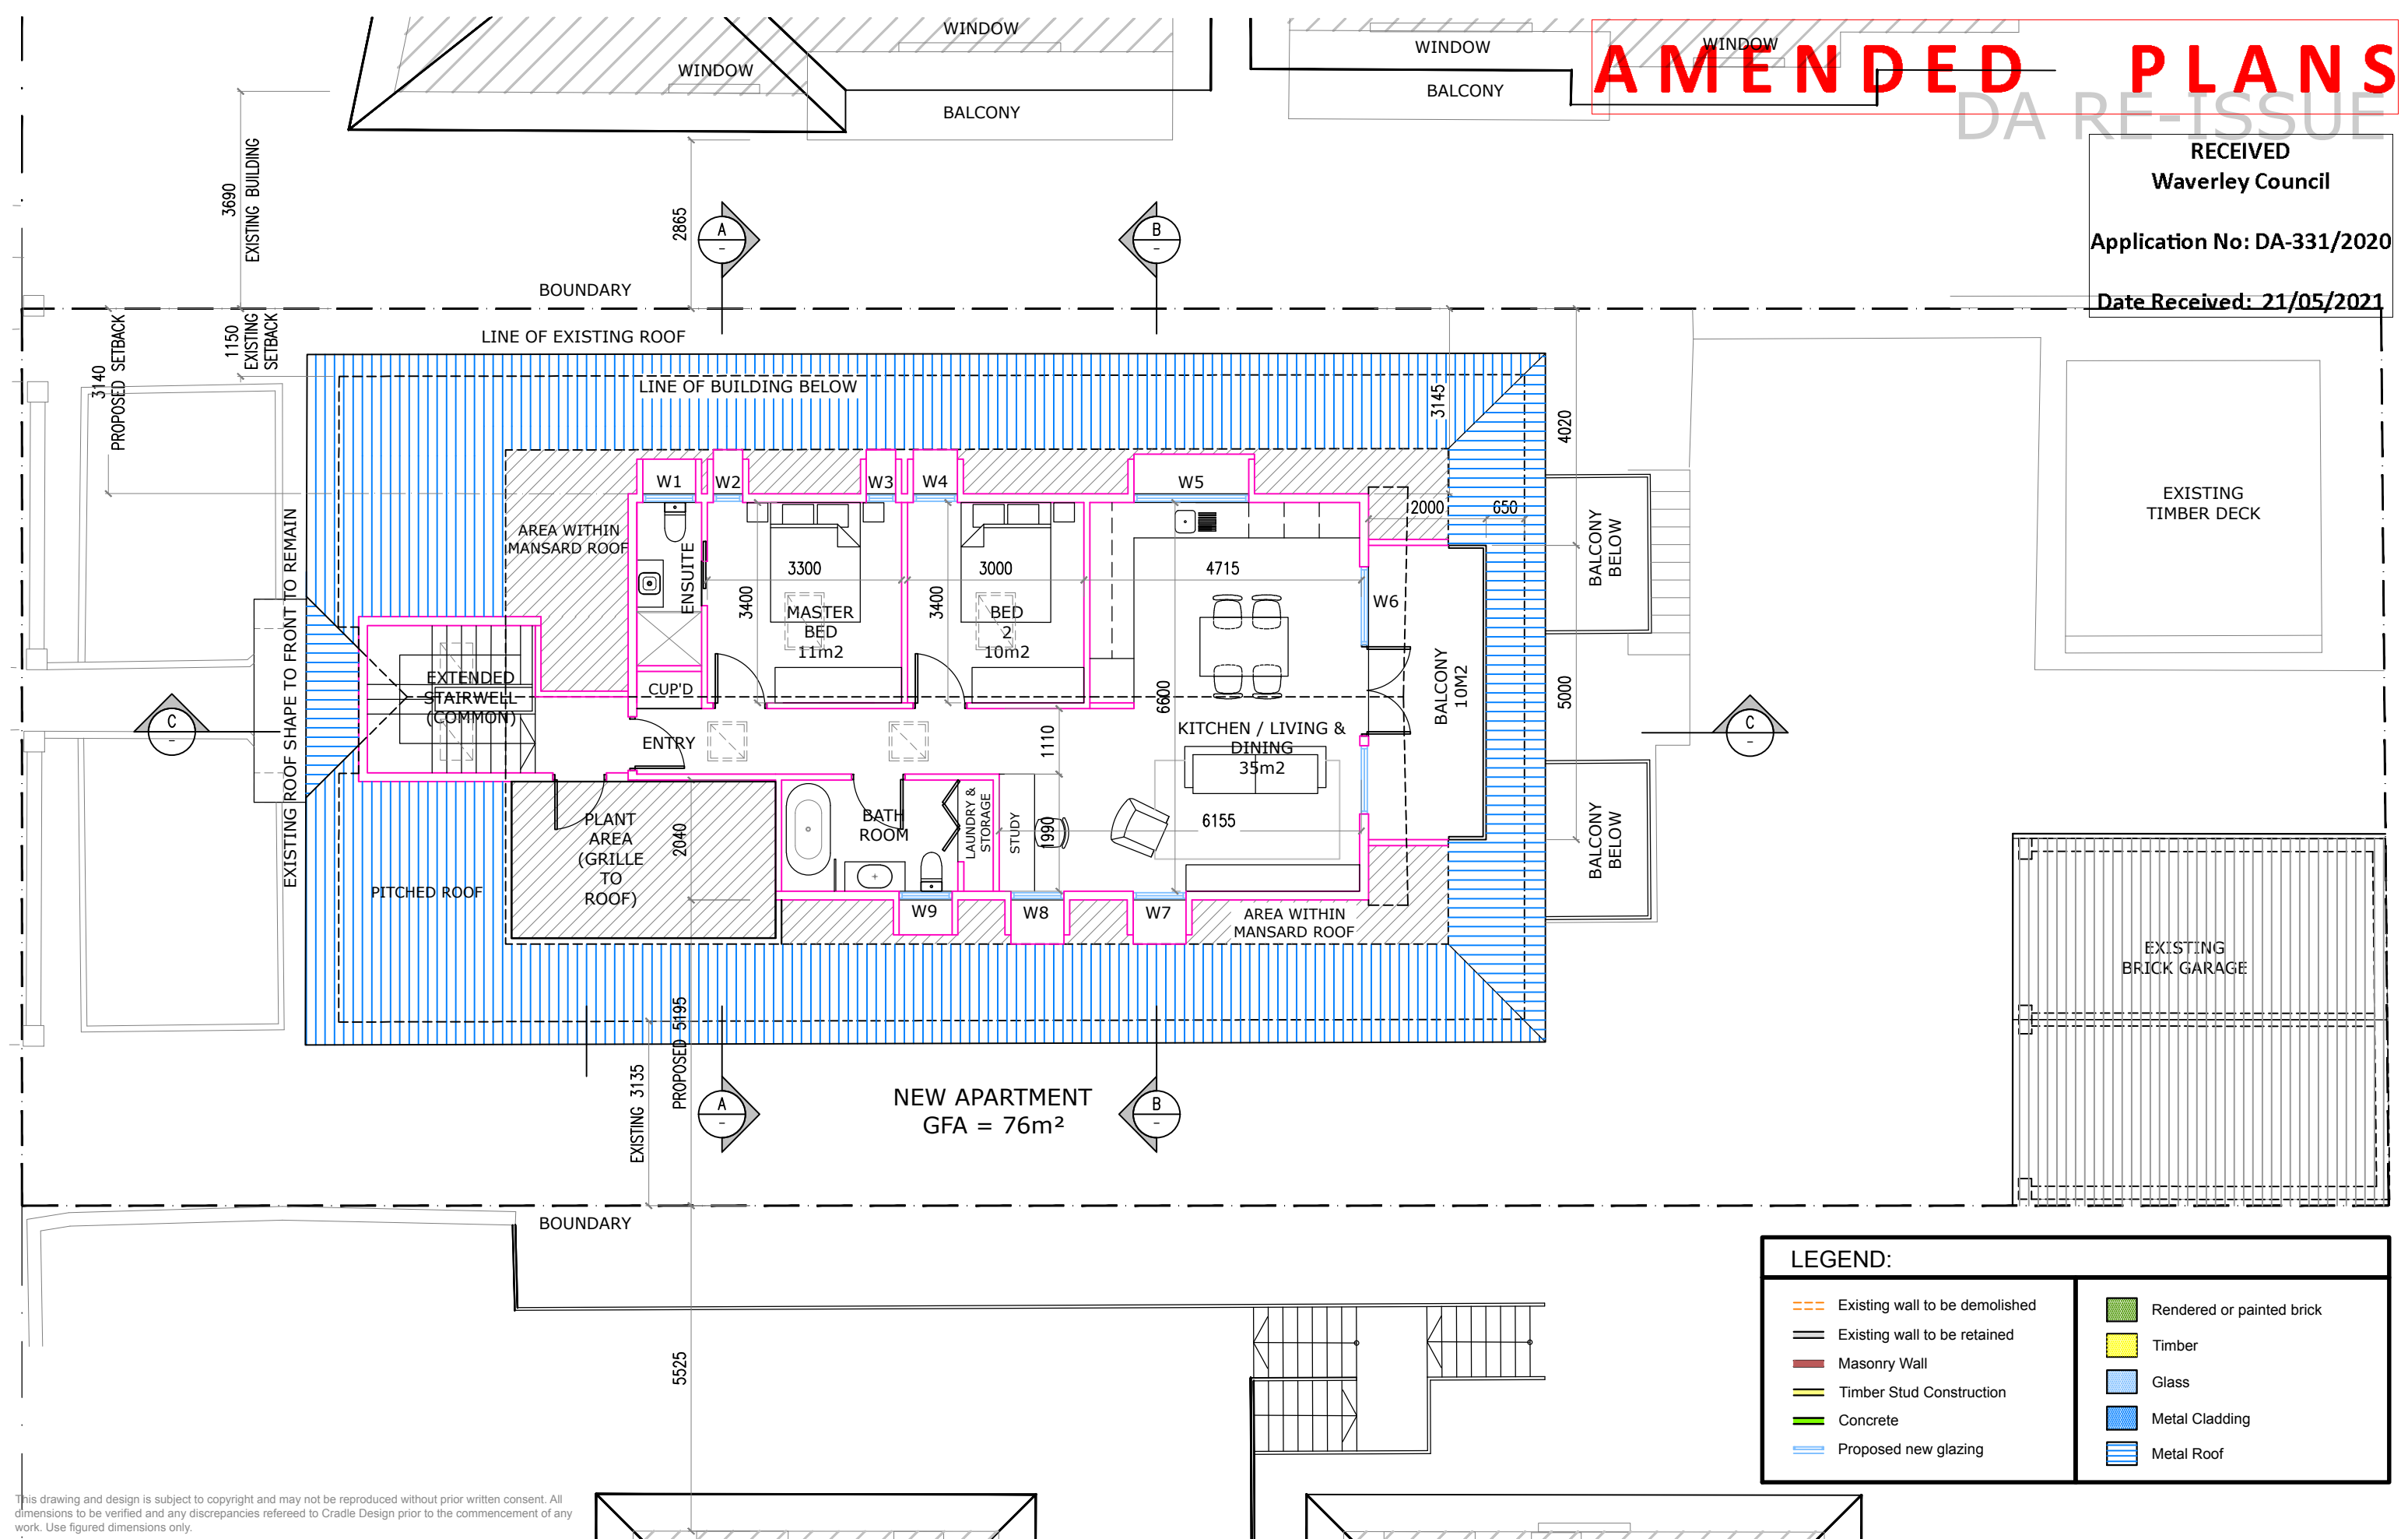 WINDOW
WINDOW
BALCONY
WINDOW
BALCONY
WINDOW
AMENDED PLANS
DA RE-ISSUE
RECEIVED
Waverley Council
Application No: DA-331/2020
Date Received: 21/05/2021
3690
EXISTING BUILDING
2865
A
-
B
-
BOUNDARY
3140
PROPOSED SETBACK
1150
EXISTING
SETBACK
LINE OF EXISTING ROOF
LINE OF BUILDING BELOW
3145
4020
W1
W2
W3
W4
W5
2000
650
AREA WITHIN
MANSARD ROOF
ENSUITE
3300
3000
4715
3400
3400
MASTER
BED
11m2
BED
2
10m2
W6
BALCONY
BELOW
EXISTING
TIMBER DECK
EXISTING ROOF SHAPE TO FRONT TO REMAIN
EXTENDED
STAIRWELL
(COMMON)
CUP'D
6600
BALCONY
10M2
5000
C
-
C
-
ENTRY
1110
KITCHEN / LIVING &
DINING
35m2
PLANT
AREA
(GRILLE
TO
ROOF)
2040
BATH
ROOM
LAUNDRY &
STORAGE
STUDY
1990
6155
BALCONY
BELOW
PITCHED ROOF
W9
W8
W7
AREA WITHIN
MANSARD ROOF
EXISTING
BRICK GARAGE
EXISTING 3135
PROPOSED 5195
A
-
B
-
NEW APARTMENT
GFA = 76m²
BOUNDARY
5525
LEGEND:
Existing wall to be demolished
Existing wall to be retained
Masonry Wall
Timber Stud Construction
Concrete
Proposed new glazing
Rendered or painted brick
Timber
Glass
Metal Cladding
Metal Roof
This drawing and design is subject to copyright and may not be reproduced without prior written consent. All
dimensions to be verified and any discrepancies refereed to Cradle Design prior to the commencement of any
work. Use figured dimensions only.